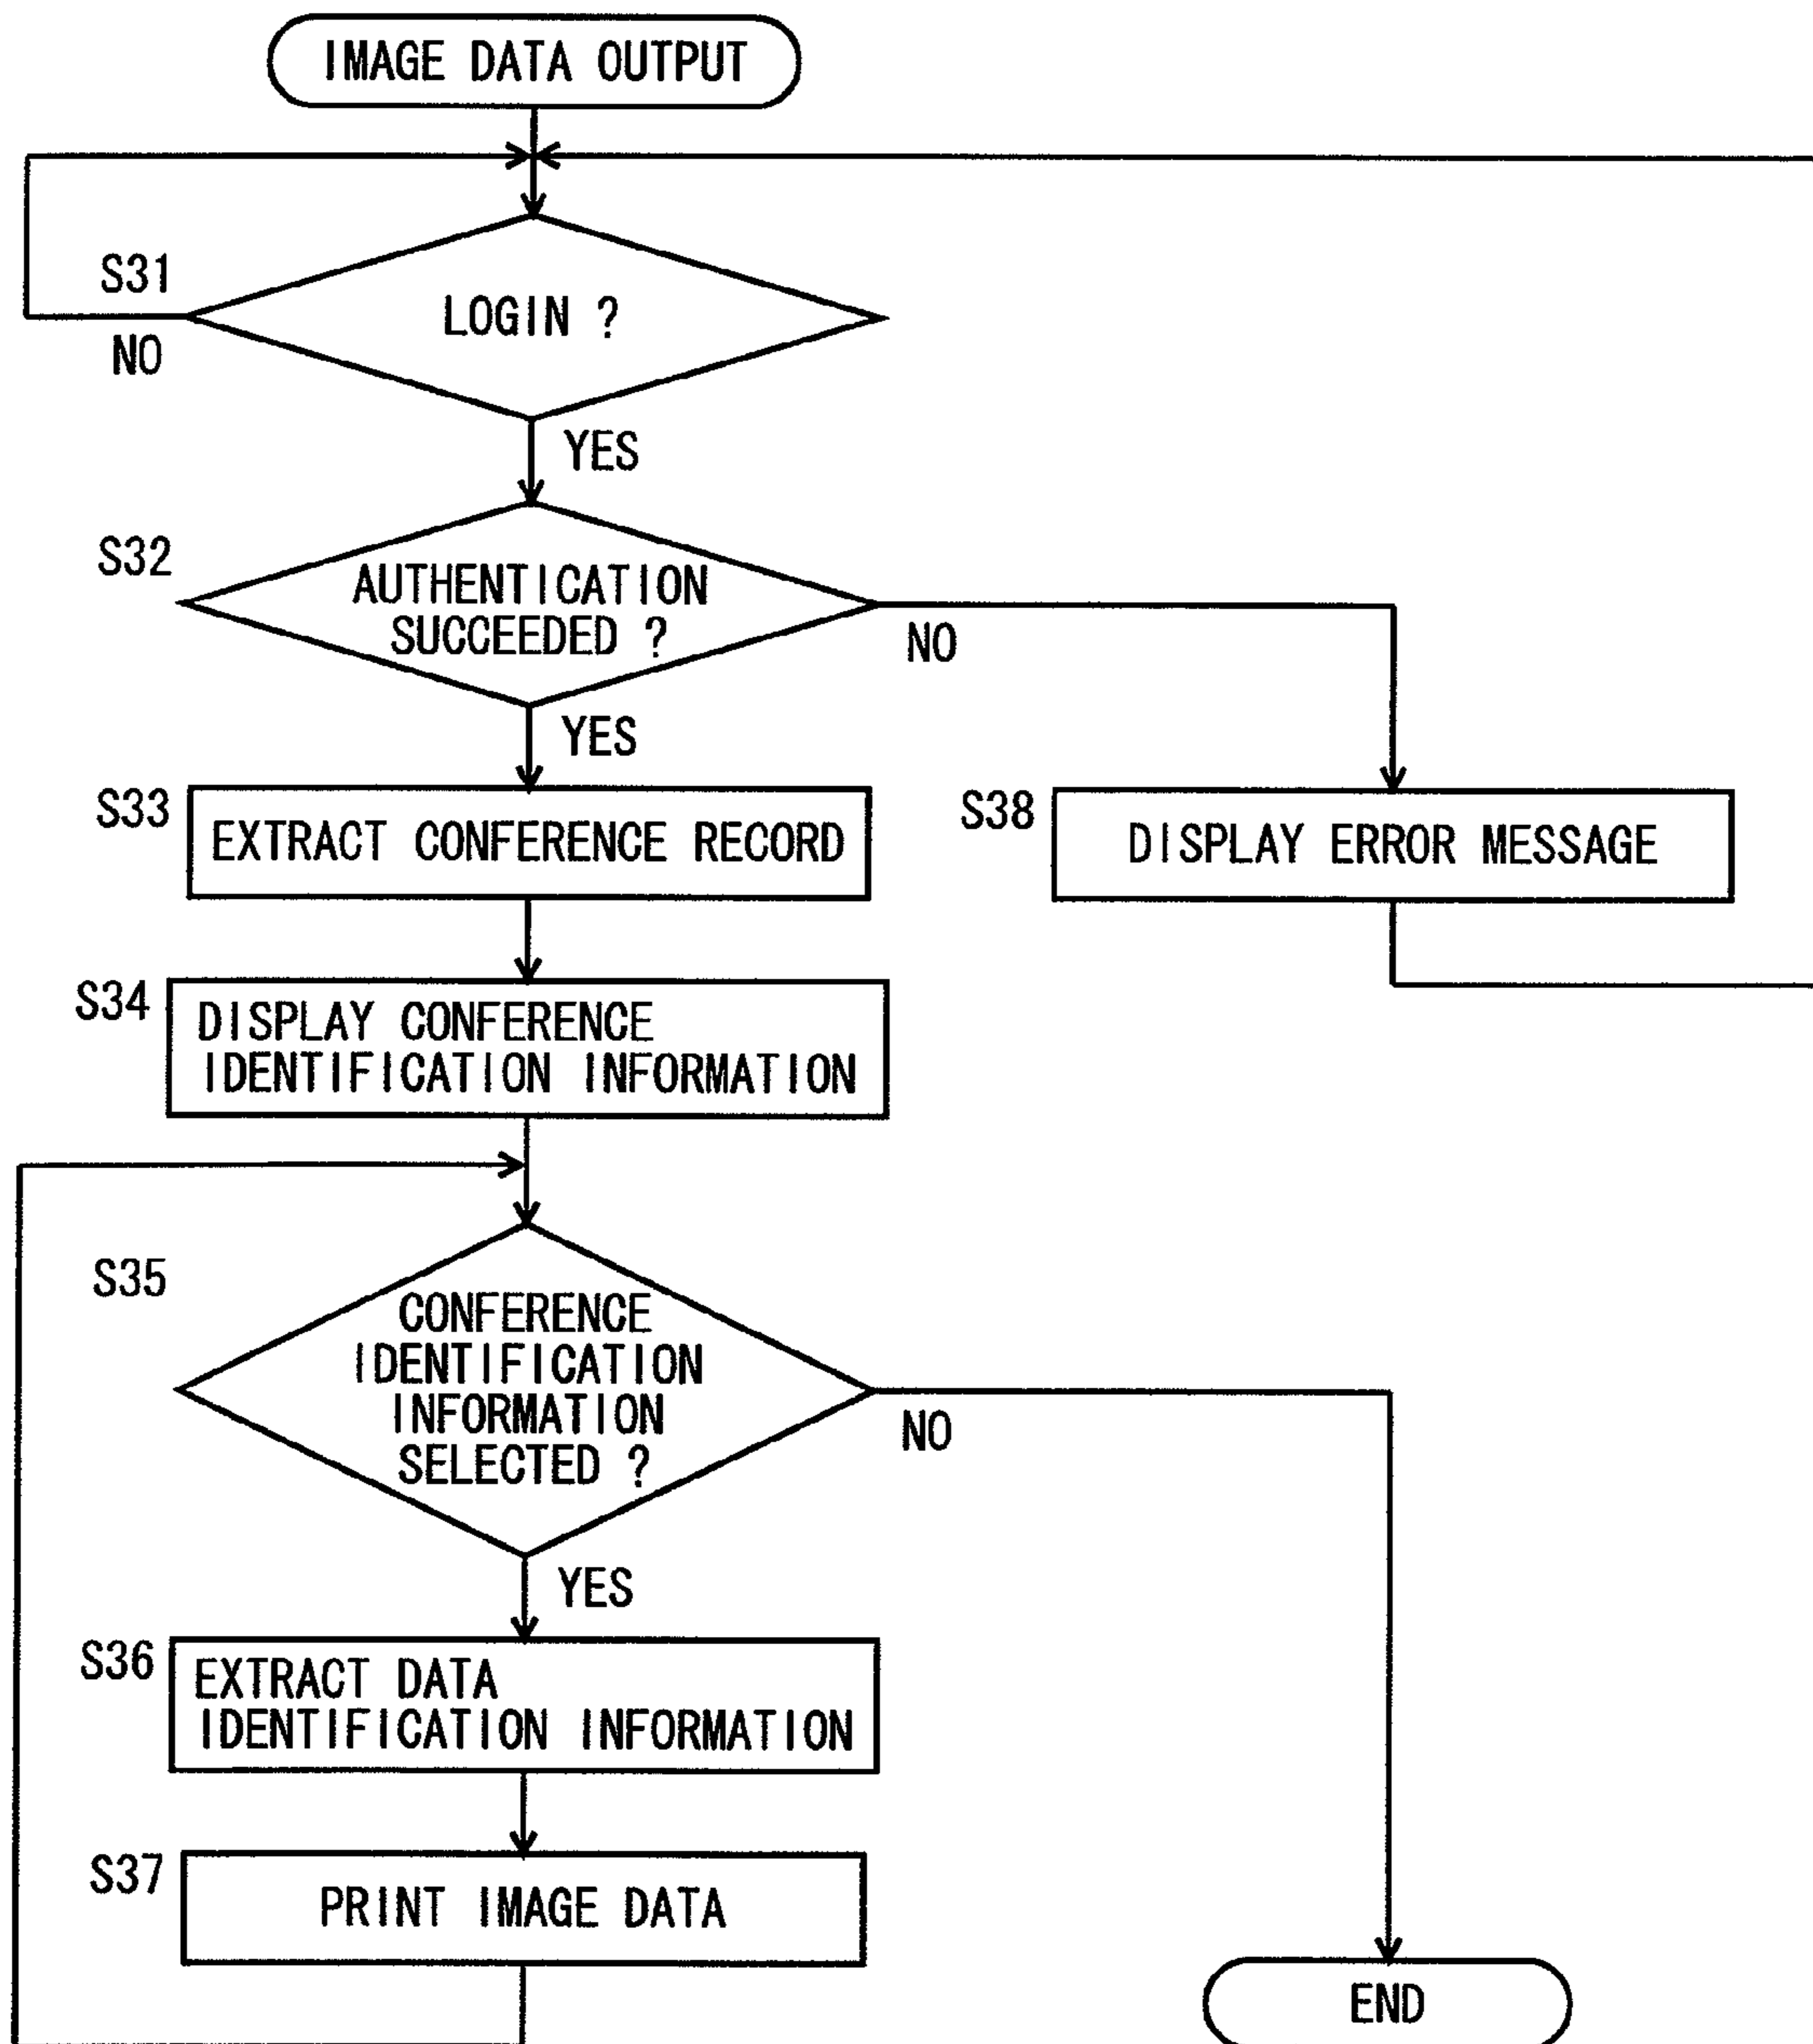 IMAGE DATA OUTPUT
S31
LOGIN ?
NO
YES
S32
AUTHENTICATION
SUCCEEDED ?
NO
YES
S33
EXTRACT CONFERENCE RECORD
S38
DISPLAY ERROR MESSAGE
S34
DISPLAY CONFERENCE
IDENTIFICATION INFORMATION
S35
CONFERENCE
IDENTIFICATION
INFORMATION
SELECTED ?
NO
YES
S36
EXTRACT DATA
IDENTIFICATION INFORMATION
S37
PRINT IMAGE DATA
END